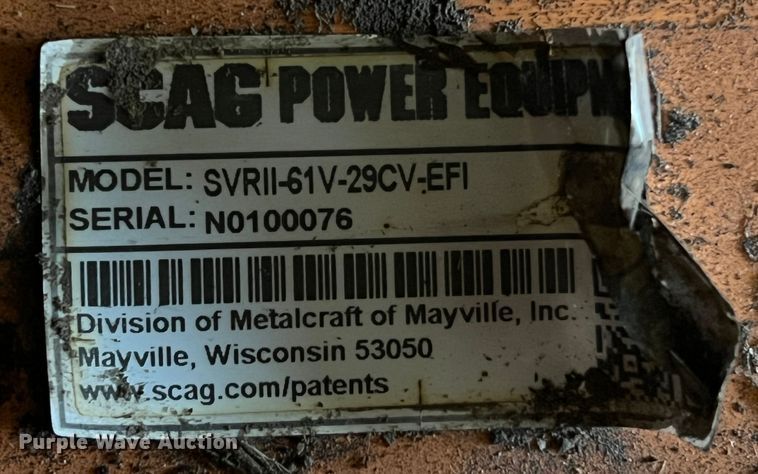 SCAG POWER EQUIPM
MODEL: SVRII-61V-29CV-EFI
SERIAL: N0100076
Division of Metalcraft of Mayville, Inc.
Mayville, Wisconsin 53050
www.scag.com/patents
Purple Wave Auction